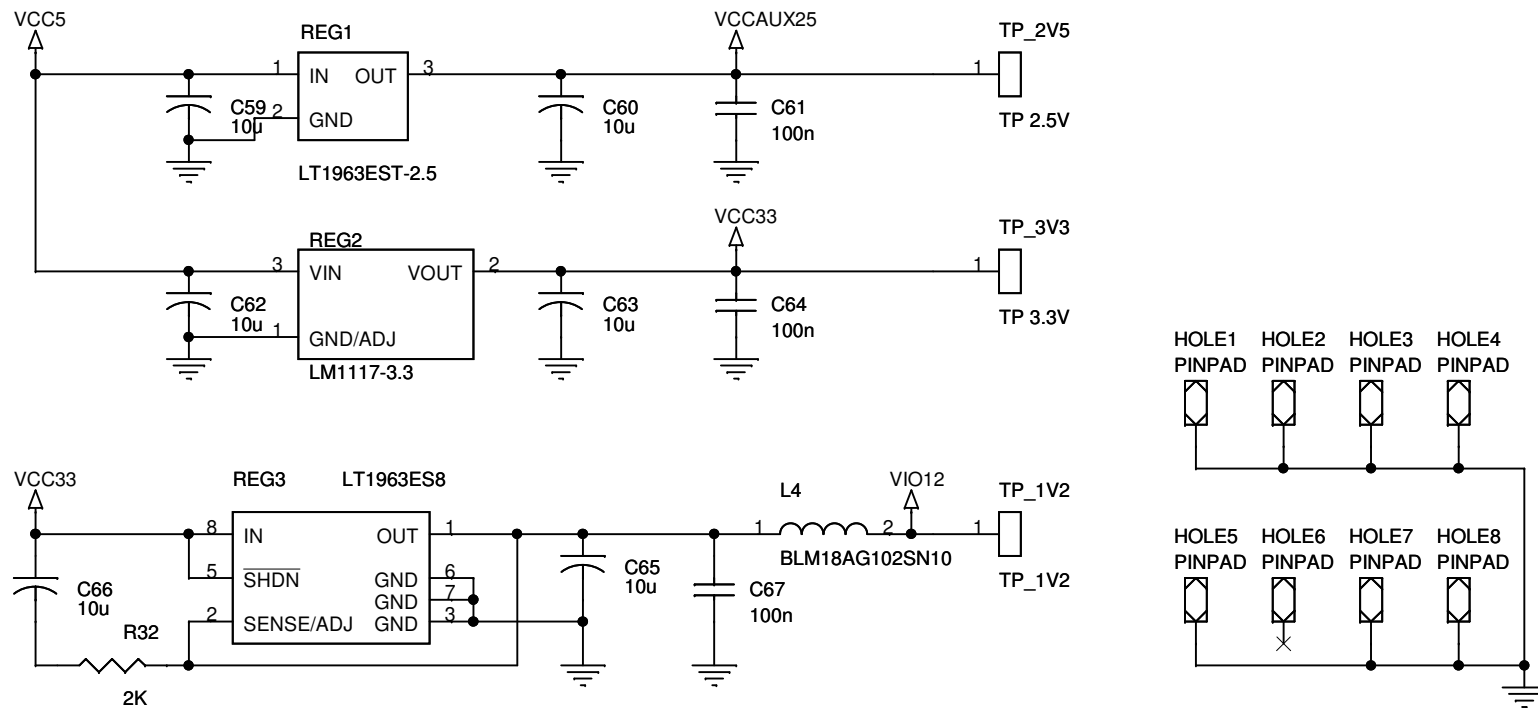 VCC5
REG1
VCCAUX25
TP_2V5
1
IN
OUT
3
1
C59
10u
2
GND
C60
10u
C61
100n
TP 2.5V
LT1963EST-2.5
VCC33
TP_3V3
REG2
3
VIN
VOUT
2
1
C62
10u
1
GND/ADJ
C63
10u
C64
100n
TP 3.3V
LM1117-3.3
HOLE1
PINPAD
HOLE2
PINPAD
HOLE3
PINPAD
HOLE4
PINPAD
VCC33
REG3
LT1963ES8
L4
VIO12
TP_1V2
8
IN
OUT
1
1
2
1
BLM18AG102SN10
5
SHDN
GND
6
GND
7
2
SENSE/ADJ
GND
3
C66
10u
C65
10u
C67
100n
TP_1V2
R32
2K
HOLE5
PINPAD
HOLE6
PINPAD
HOLE7
PINPAD
HOLE8
PINPAD